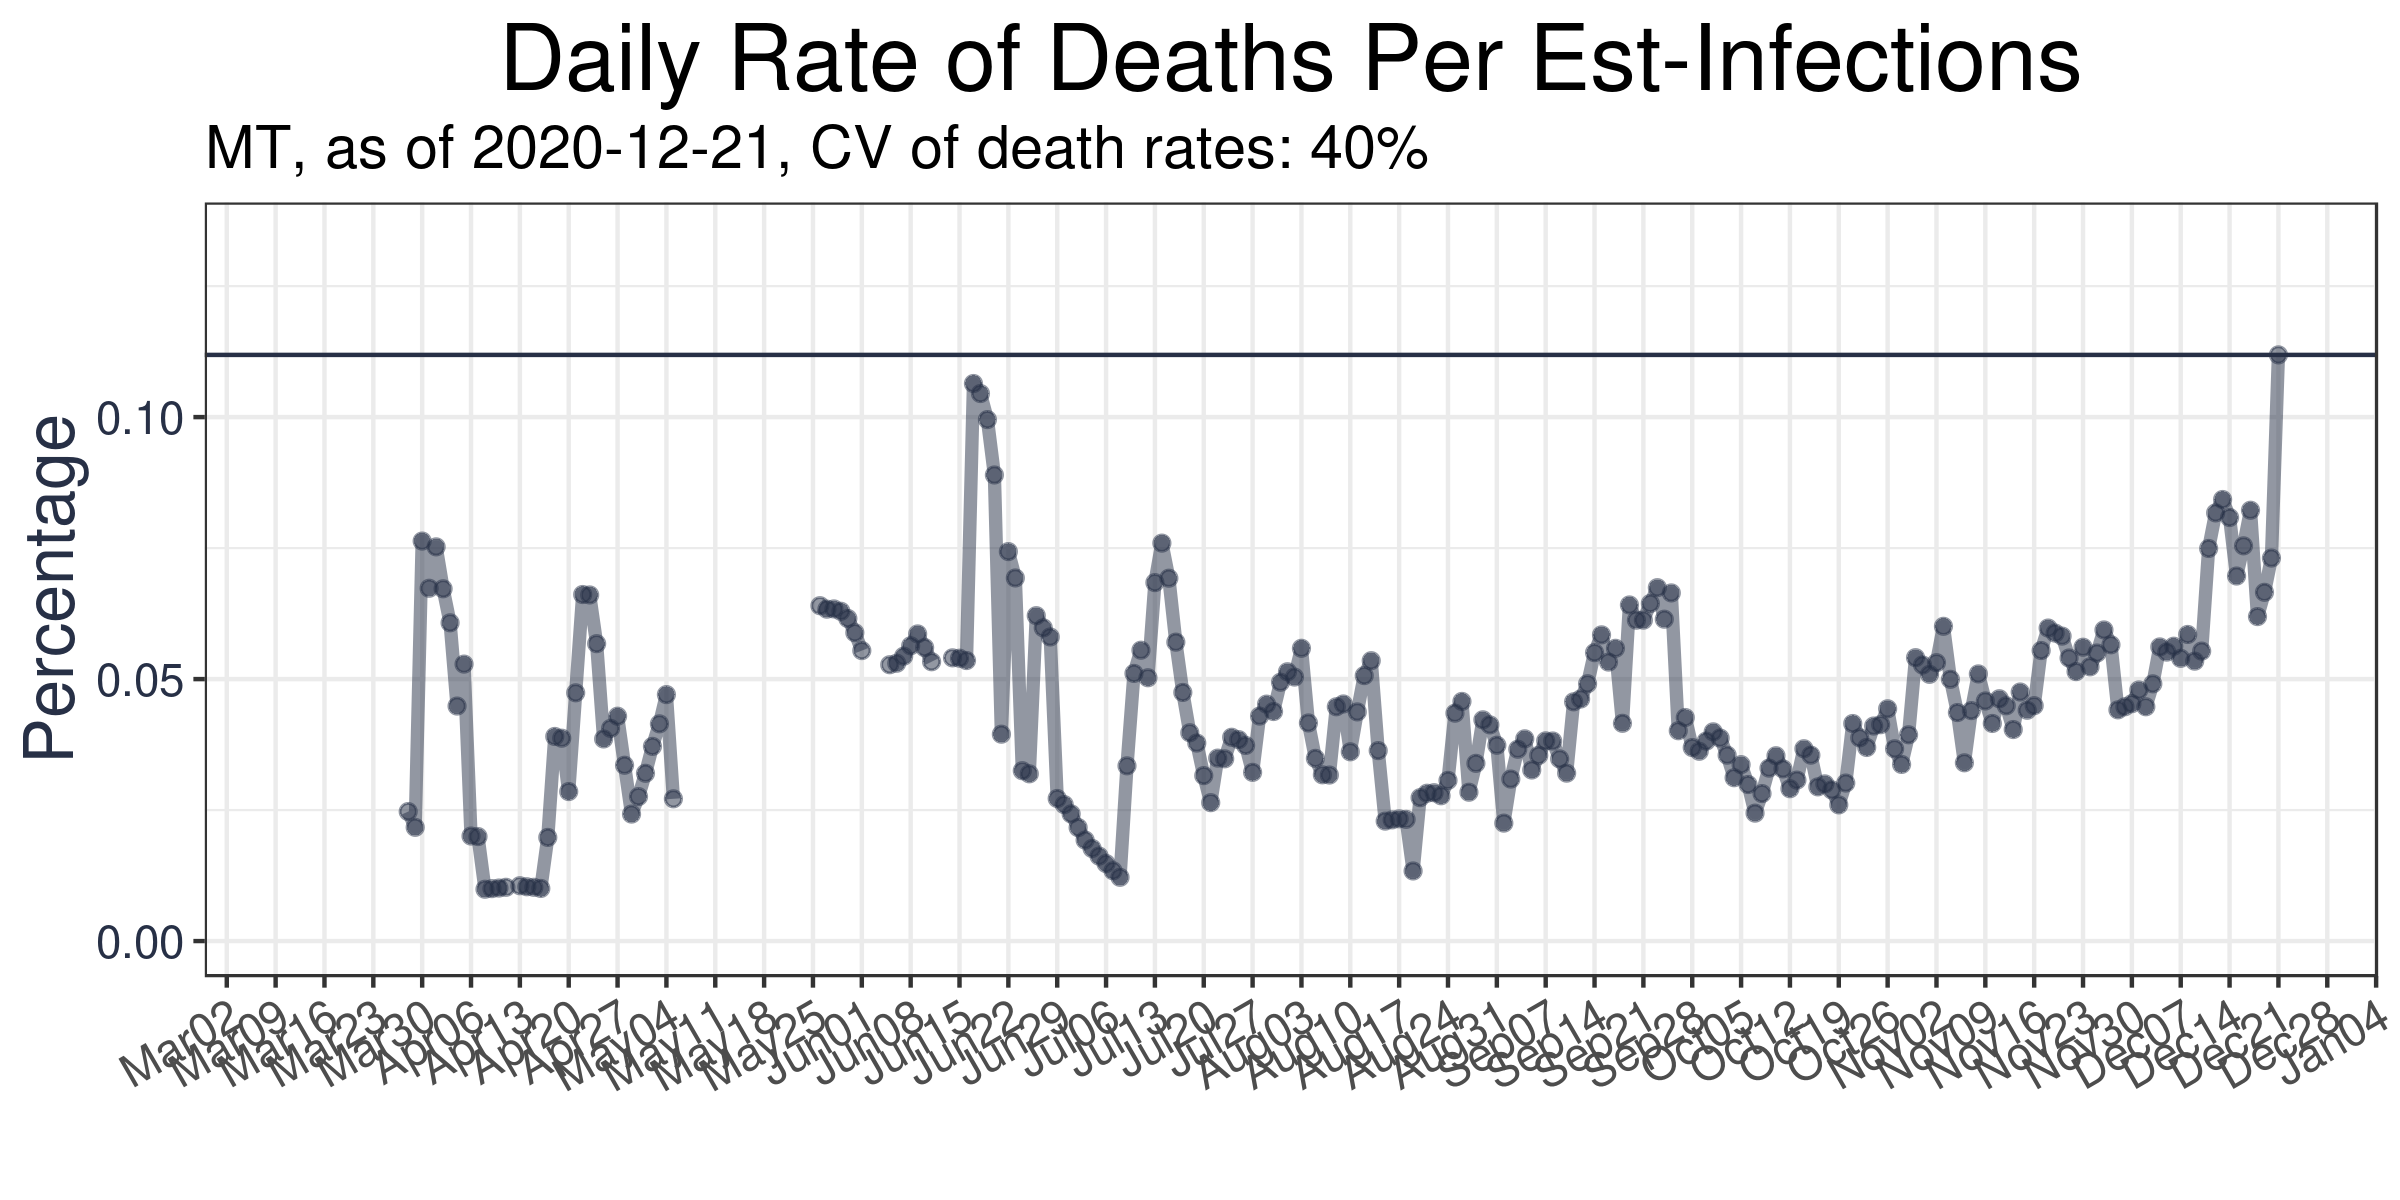 Daily Rate of Deaths Per Est-Infections
MT, as of 2020-12-21, CV of death rates: 40%
Percentage
0.10
0.05
0.00
Mar02
Mar09
Mar16
Mar23
Mar30
Apr06
Apr13
Apr20
Apr27
May04
May11
May18
May25
Jun01
Jun08
Jun15
Jun22
Jun29
Jul06
Jul13
Jul20
Jul27
Aug03
Aug10
Aug17
Aug24
Aug31
Sep07
Sep14
Sep21
Sep28
Oct05
Oct12
Oct19
Oct26
Nov02
Nov09
Nov16
Nov23
Nov30
Dec07
Dec14
Dec21
Dec28
Jan04